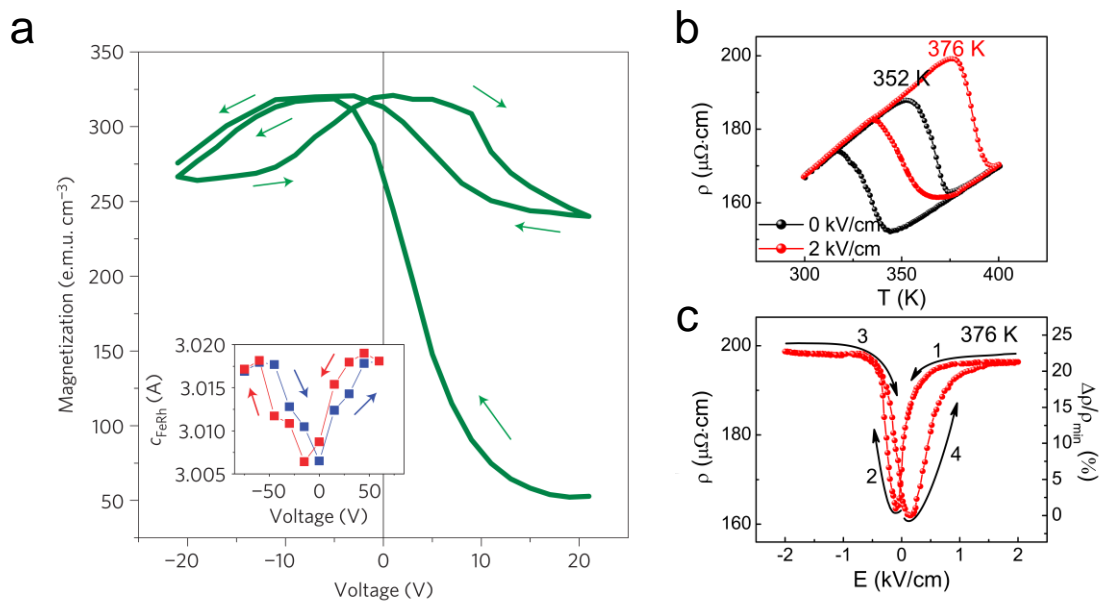 a
350
300
250
200
150
100
50
Magnetization (e.m.u. cm⁻³)
−20
−10
0
10
20
Voltage (V)
3.020
3.015
3.010
3.005
cFeRh (A)
−50
0
50
Voltage (V)
b
200
180
160
ρ (μΩ·cm)
376 K
352 K
0 kV/cm
2 kV/cm
300
350
400
T (K)
c
200
180
160
ρ (μΩ·cm)
3
1
376 K
2
4
25
20
15
10
5
0
Δρ/ρmin (%)
-2
-1
0
1
2
E (kV/cm)